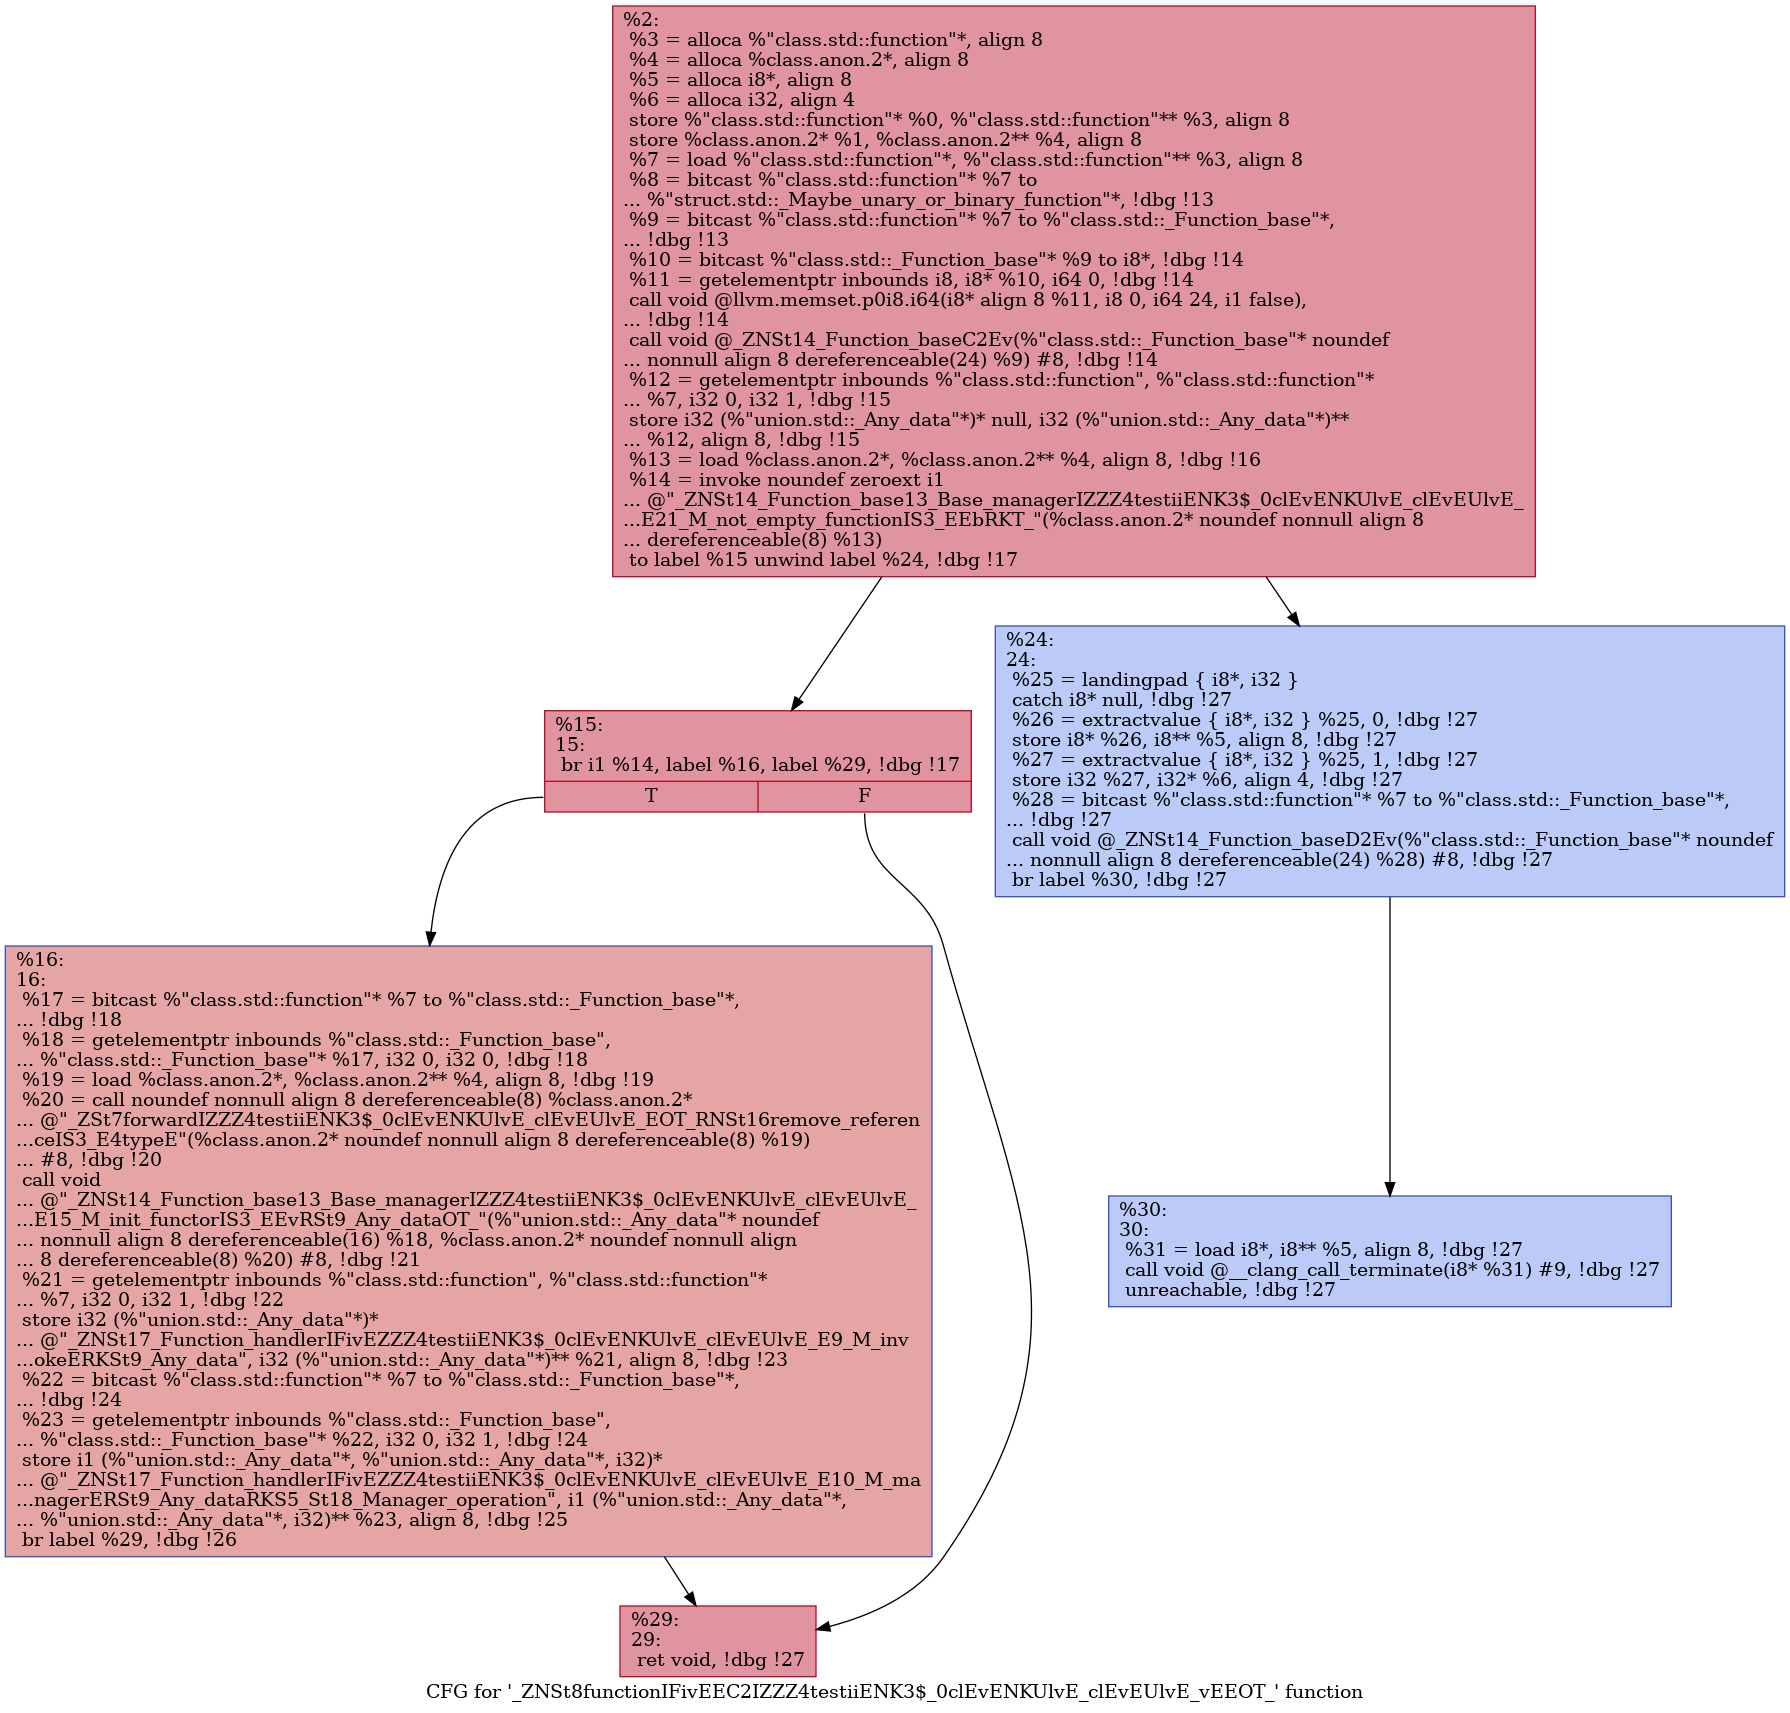 %2:
%3 = alloca %"class.std::function"*, align 8
%4 = alloca %class.anon.2*, align 8
%5 = alloca i8*, align 8
%6 = alloca i32, align 4
store %"class.std::function"* %0, %"class.std::function"** %3, align 8
store %class.anon.2* %1, %class.anon.2** %4, align 8
%7 = load %"class.std::function"*, %"class.std::function"** %3, align 8
%8 = bitcast %"class.std::function"* %7 to
... %"struct.std::_Maybe_unary_or_binary_function"*, !dbg !13
%9 = bitcast %"class.std::function"* %7 to %"class.std::_Function_base"*,
... !dbg !13
%10 = bitcast %"class.std::_Function_base"* %9 to i8*, !dbg !14
%11 = getelementptr inbounds i8, i8* %10, i64 0, !dbg !14
call void @llvm.memset.p0i8.i64(i8* align 8 %11, i8 0, i64 24, i1 false),
... !dbg !14
call void @_ZNSt14_Function_baseC2Ev(%"class.std::_Function_base"* noundef
... nonnull align 8 dereferenceable(24) %9) #8, !dbg !14
%12 = getelementptr inbounds %"class.std::function", %"class.std::function"*
... %7, i32 0, i32 1, !dbg !15
store i32 (%"union.std::_Any_data"*)* null, i32 (%"union.std::_Any_data"*)**
... %12, align 8, !dbg !15
%13 = load %class.anon.2*, %class.anon.2** %4, align 8, !dbg !16
%14 = invoke noundef zeroext i1
... @"_ZNSt14_Function_base13_Base_managerIZZZ4testiiENK3$_0clEvENKUlvE_clEvEUlvE_
...E21_M_not_empty_functionIS3_EEbRKT_"(%class.anon.2* noundef nonnull align 8
... dereferenceable(8) %13)
to label %15 unwind label %24, !dbg !17
%24:
24:
%25 = landingpad { i8*, i32 }
catch i8* null, !dbg !27
%26 = extractvalue { i8*, i32 } %25, 0, !dbg !27
store i8* %26, i8** %5, align 8, !dbg !27
%27 = extractvalue { i8*, i32 } %25, 1, !dbg !27
store i32 %27, i32* %6, align 4, !dbg !27
%28 = bitcast %"class.std::function"* %7 to %"class.std::_Function_base"*,
... !dbg !27
call void @_ZNSt14_Function_baseD2Ev(%"class.std::_Function_base"* noundef
... nonnull align 8 dereferenceable(24) %28) #8, !dbg !27
br label %30, !dbg !27
%15:
15:
br i1 %14, label %16, label %29, !dbg !17
T F
%16:
16:
%17 = bitcast %"class.std::function"* %7 to %"class.std::_Function_base"*,
... !dbg !18
%18 = getelementptr inbounds %"class.std::_Function_base",
... %"class.std::_Function_base"* %17, i32 0, i32 0, !dbg !18
%19 = load %class.anon.2*, %class.anon.2** %4, align 8, !dbg !19
%20 = call noundef nonnull align 8 dereferenceable(8) %class.anon.2*
... @"_ZSt7forwardIZZZ4testiiENK3$_0clEvENKUlvE_clEvEUlvE_EOT_RNSt16remove_referen
...ceIS3_E4typeE"(%class.anon.2* noundef nonnull align 8 dereferenceable(8) %19)
... #8, !dbg !20
call void
... @"_ZNSt14_Function_base13_Base_managerIZZZ4testiiENK3$_0clEvENKUlvE_clEvEUlvE_
...E15_M_init_functorIS3_EEvRSt9_Any_dataOT_"(%"union.std::_Any_data"* noundef
... nonnull align 8 dereferenceable(16) %18, %class.anon.2* noundef nonnull align
... 8 dereferenceable(8) %20) #8, !dbg !21
%21 = getelementptr inbounds %"class.std::function", %"class.std::function"*
... %7, i32 0, i32 1, !dbg !22
store i32 (%"union.std::_Any_data"*)*
... @"_ZNSt17_Function_handlerIFivEZZZ4testiiENK3$_0clEvENKUlvE_clEvEUlvE_E9_M_inv
...okeERKSt9_Any_data", i32 (%"union.std::_Any_data"*)** %21, align 8, !dbg !23
%22 = bitcast %"class.std::function"* %7 to %"class.std::_Function_base"*,
... !dbg !24
%23 = getelementptr inbounds %"class.std::_Function_base",
... %"class.std::_Function_base"* %22, i32 0, i32 1, !dbg !24
store i1 (%"union.std::_Any_data"*, %"union.std::_Any_data"*, i32)*
... @"_ZNSt17_Function_handlerIFivEZZZ4testiiENK3$_0clEvENKUlvE_clEvEUlvE_E10_M_ma
...nagerERSt9_Any_dataRKS5_St18_Manager_operation", i1 (%"union.std::_Any_data"*,
... %"union.std::_Any_data"*, i32)** %23, align 8, !dbg !25
br label %29, !dbg !26
%30:
30:
%31 = load i8*, i8** %5, align 8, !dbg !27
call void @__clang_call_terminate(i8* %31) #9, !dbg !27
unreachable, !dbg !27
%29:
29:
ret void, !dbg !27
CFG for '_ZNSt8functionIFivEEC2IZZZ4testiiENK3$_0clEvENKUlvE_clEvEUlvE_vEEOT_' function